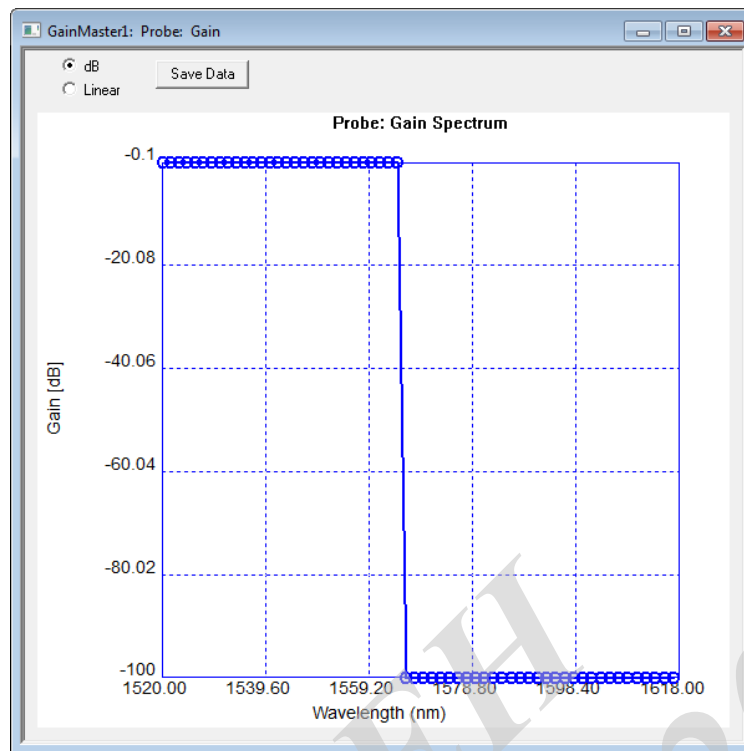 GainMaster1: Probe: Gain
dB
Linear
Save Data
Probe: Gain Spectrum
-0.1
-20.08
-40.06
-60.04
-80.02
-100
Gain [dB]
1520.00 1539.60 1559.20 1578.80 1598.40 1618.00
Wavelength (nm)